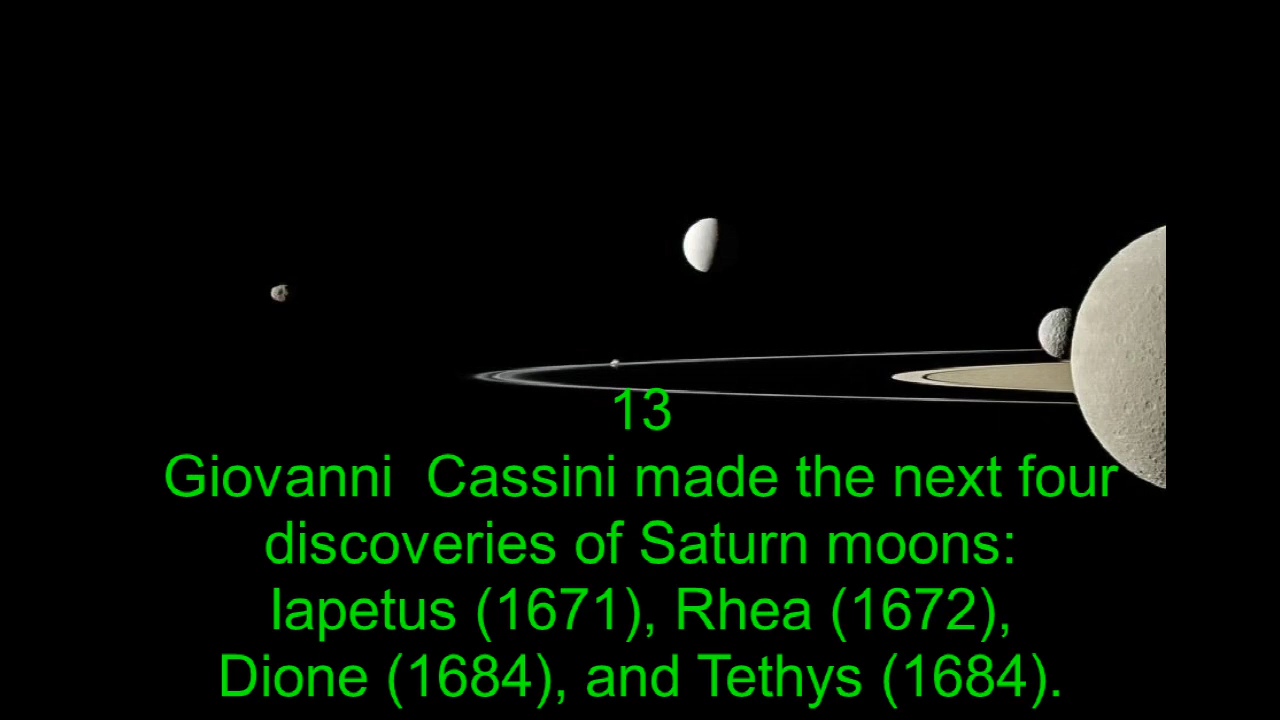 13
Giovanni  Cassini made the next four
discoveries of Saturn moons:
Iapetus (1671), Rhea (1672),
Dione (1684), and Tethys (1684).